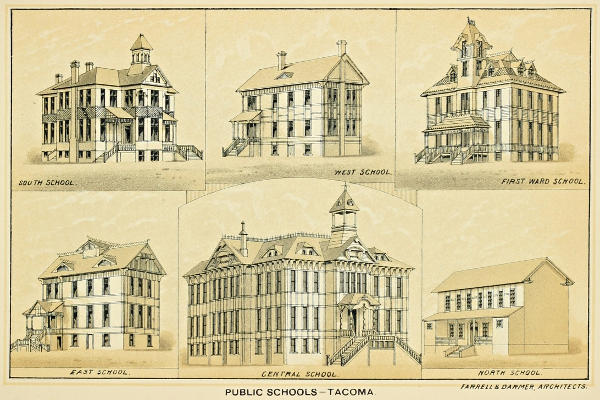 SOUTH SCHOOL.
WEST SCHOOL.
FIRST WARD SCHOOL.
EAST SCHOOL.
CENTRAL SCHOOL.
NORTH SCHOOL.
FARRELL & DARMER, ARCHITECTS.
PUBLIC SCHOOLS – TACOMA.